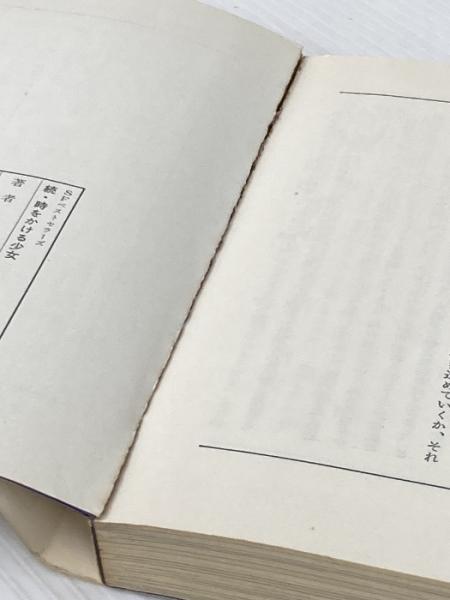 SFベストセラーズ
続・時をかける少女
著者
めていくか、それ